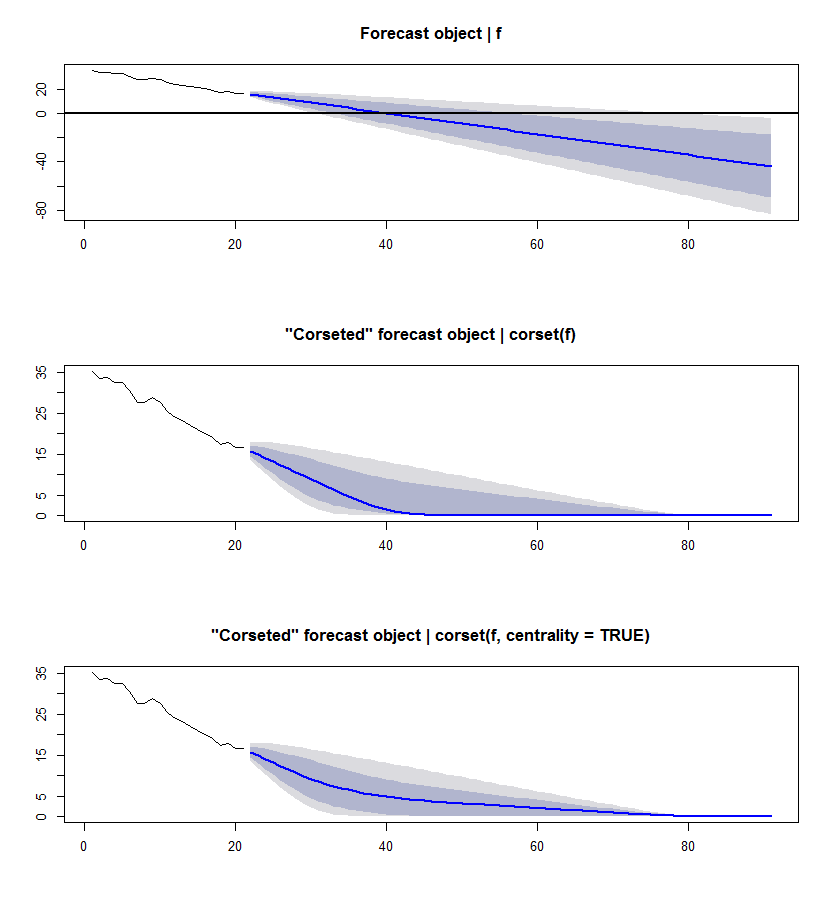 Forecast object | f
20
0
-40
-80
0 20 40 60 80
"Corseted" forecast object | corset(f)
35
25
15
5
0
0 20 40 60 80
"Corseted" forecast object | corset(f, centrality = TRUE)
35
25
15
5
0
0 20 40 60 80